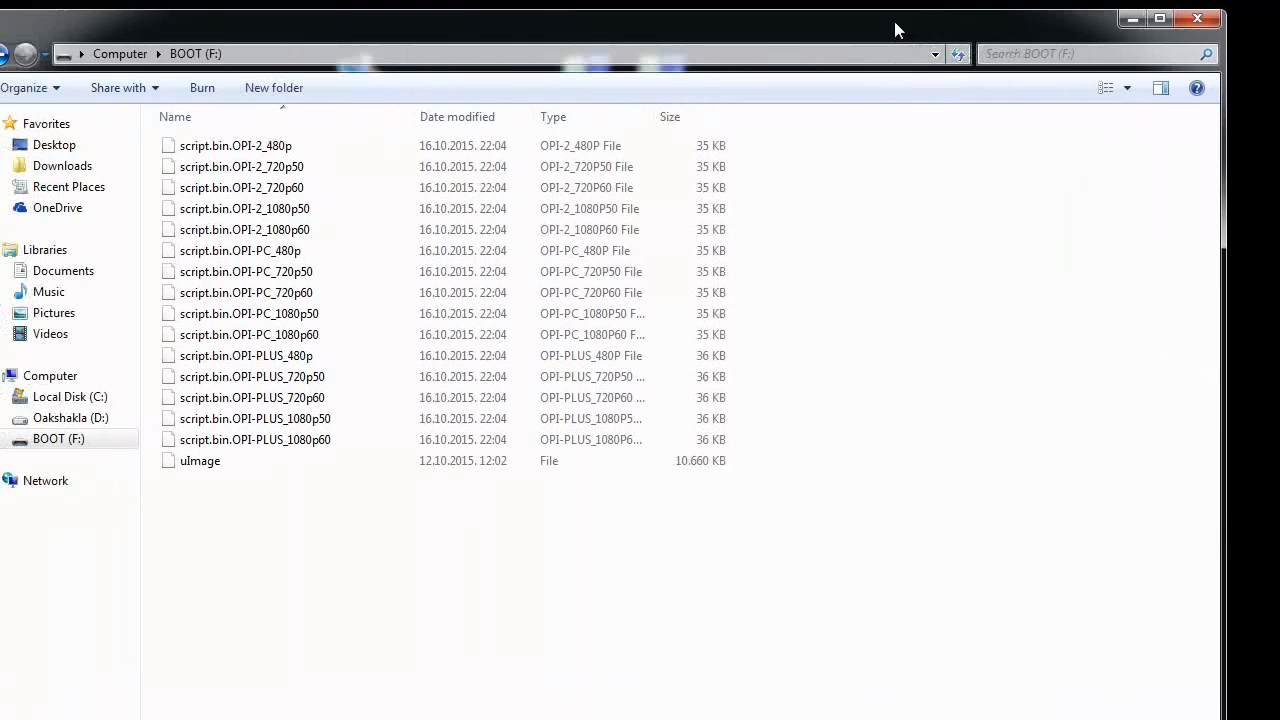 Computer BOOT (F:)
Search BOOT (F:)
Organize Share with Burn New folder
Name Date modified Type Size
Favorites
Desktop
Downloads
Recent Places
OneDrive
Libraries
Documents
Music
Pictures
Videos
Computer
Local Disk (C:)
Oakshakla (D:)
BOOT (F:)
Network
script.bin.OPI-2_480p 16.10.2015. 22:04 OPI-2_480P File 35 KB
script.bin.OPI-2_720p50 16.10.2015. 22:04 OPI-2_720P50 File 35 KB
script.bin.OPI-2_720p60 16.10.2015. 22:04 OPI-2_720P60 File 35 KB
script.bin.OPI-2_1080p50 16.10.2015. 22:04 OPI-2_1080P50 File 35 KB
script.bin.OPI-2_1080p60 16.10.2015. 22:04 OPI-2_1080P60 File 35 KB
script.bin.OPI-PC_480p 16.10.2015. 22:04 OPI-PC_480P File 35 KB
script.bin.OPI-PC_720p50 16.10.2015. 22:04 OPI-PC_720P50 File 35 KB
script.bin.OPI-PC_720p60 16.10.2015. 22:04 OPI-PC_720P60 File 35 KB
script.bin.OPI-PC_1080p50 16.10.2015. 22:04 OPI-PC_1080P50 F... 35 KB
script.bin.OPI-PC_1080p60 16.10.2015. 22:04 OPI-PC_1080P60 F... 35 KB
script.bin.OPI-PLUS_480p 16.10.2015. 22:04 OPI-PLUS_480P File 36 KB
script.bin.OPI-PLUS_720p50 16.10.2015. 22:04 OPI-PLUS_720P50 ... 36 KB
script.bin.OPI-PLUS_720p60 16.10.2015. 22:04 OPI-PLUS_720P60 ... 36 KB
script.bin.OPI-PLUS_1080p50 16.10.2015. 22:04 OPI-PLUS_1080P5... 36 KB
script.bin.OPI-PLUS_1080p60 16.10.2015. 22:04 OPI-PLUS_1080P6... 36 KB
uImage 12.10.2015. 12:02 File 10.660 KB